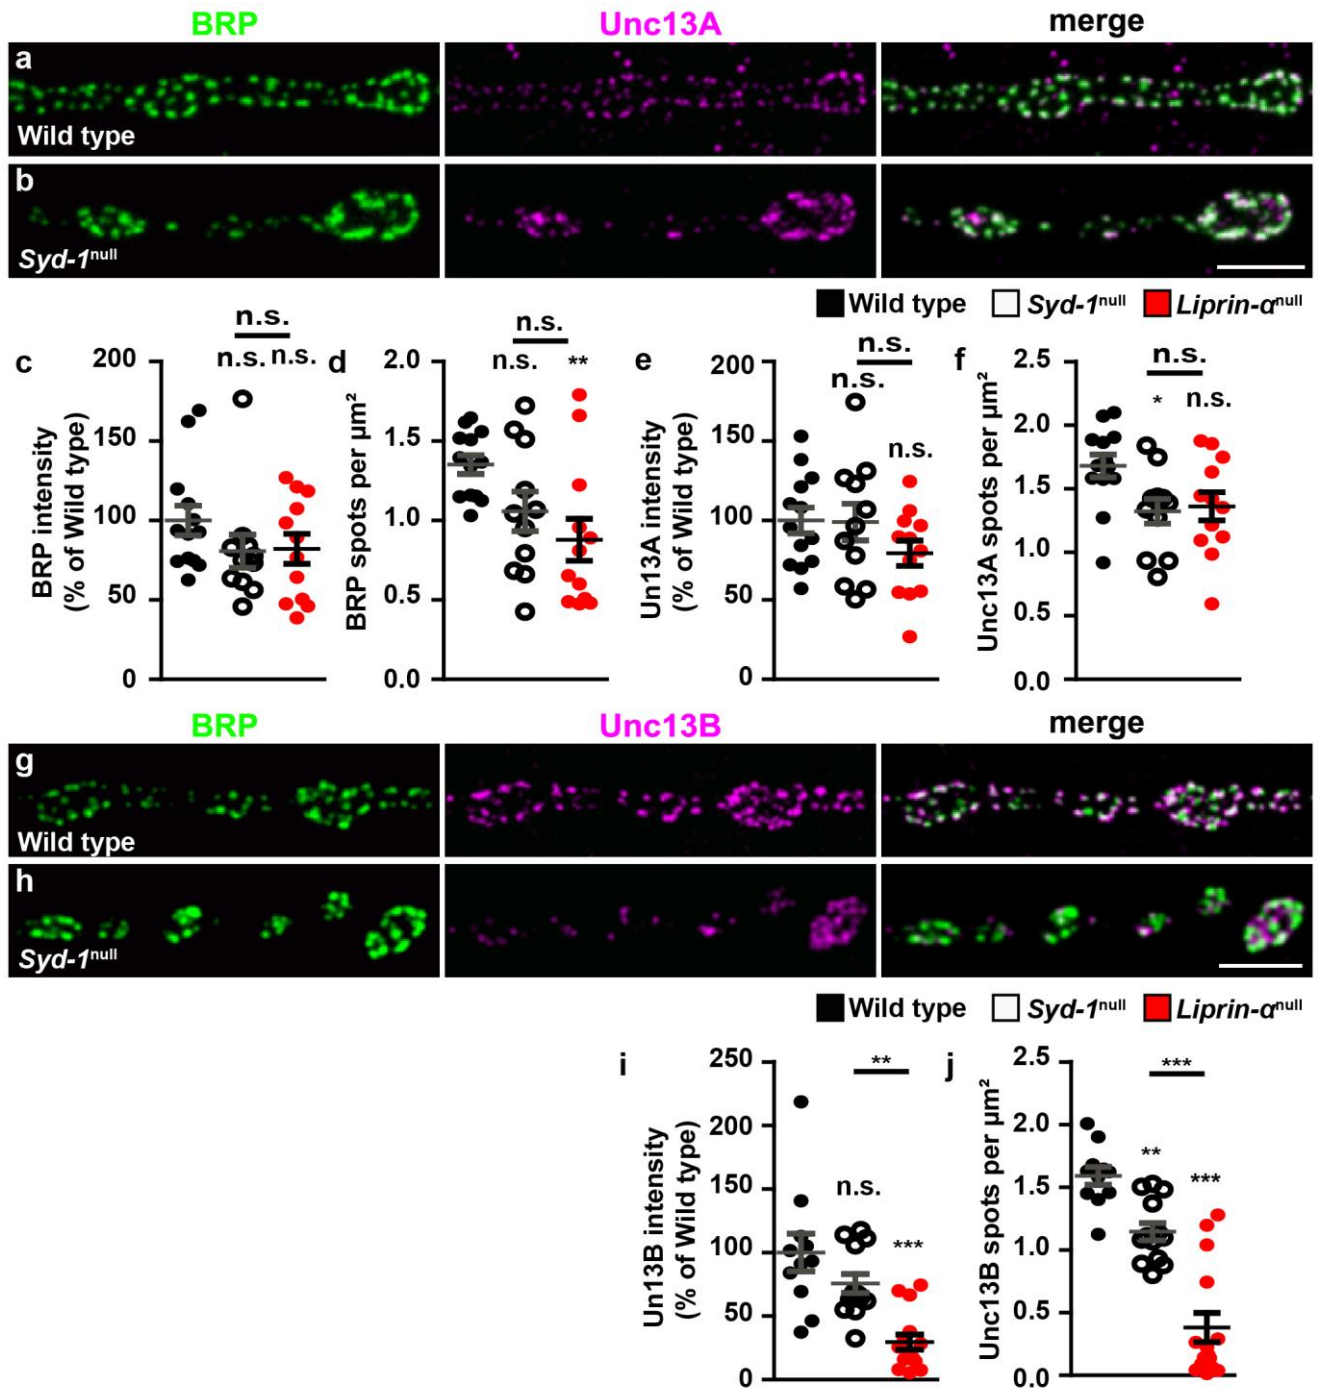 BRP Unc13A merge
a
Wild type
b
Syd-1null
Wild type Syd-1null Liprin-αnull
c
n.s.
n.s. n.s.
BRP intensity
(% of Wild type)
200
150
100
50
0
d
n.s.
n.s. **
BRP spots per µm²
2.0
1.5
1.0
0.5
0.0
e
n.s.
n.s.
n.s.
Un13A intensity
(% of Wild type)
200
150
100
50
0
f
n.s.
* n.s.
Unc13A spots per µm²
2.5
2.0
1.5
1.0
0.5
0.0
BRP Unc13B merge
g
Wild type
h
Syd-1null
Wild type Syd-1null Liprin-αnull
i
**
n.s.
***
Un13B intensity
(% of Wild type)
250
200
150
100
50
0
j
***
**
***
Unc13B spots per µm²
2.5
2.0
1.5
1.0
0.5
0.0